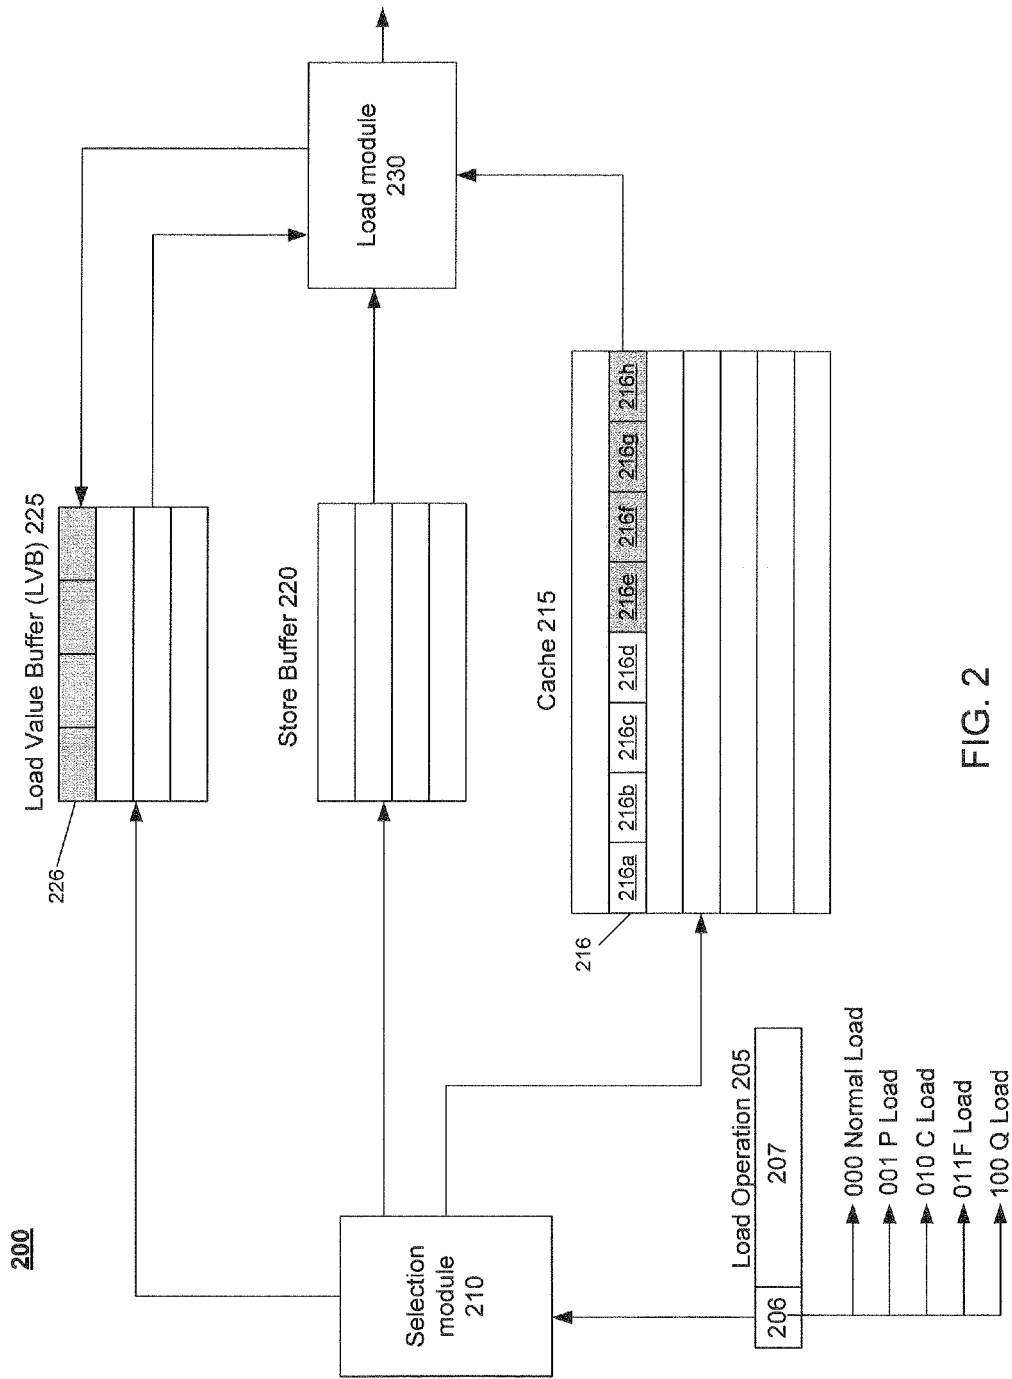 200
Load Value Buffer (LVB) 225
226
Store Buffer 220
Load module
230
Selection
module
210
Cache 215
216
216a
216b
216c
216d
216e
216f
216g
216h
Load Operation 205
206
207
000 Normal Load
001 P Load
010 C Load
011F Load
100 Q Load
FIG. 2